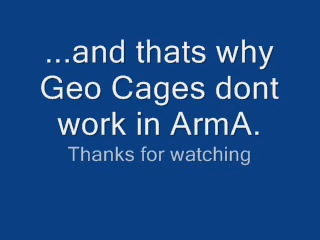 ...and thats why
Geo Cages dont
work in ArmA.
Thanks for watching